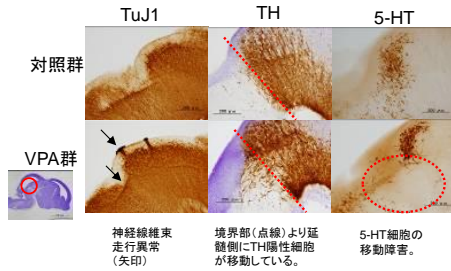 TuJ1 TH 5-HT
対照群
VPA群
神経線維束
走行異常
(矢印)
境界部(点線)より延
髄側にTH陽性細胞
が移動している。
5-HT細胞の
移動障害。